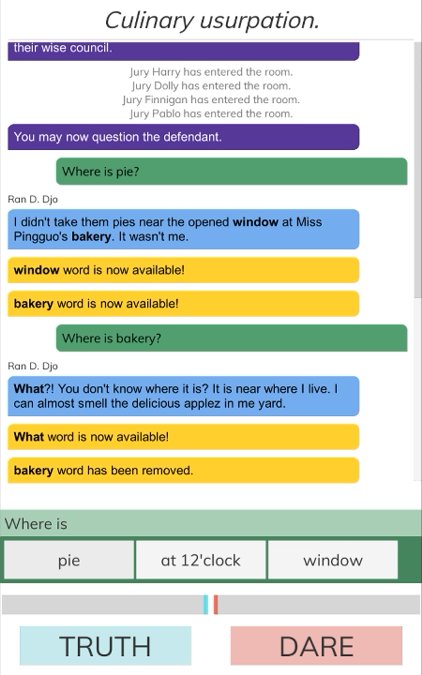 Culinary usurpation.
their wise council.
Jury Harry has entered the room.
Jury Dolly has entered the room.
Jury Finnigan has entered the room.
Jury Pablo has entered the room.
You may now question the defendant.
Where is pie?
Ran D. Djo
I didn't take them pies near the opened window at Miss
Pingguo's bakery. It wasn't me.
window word is now available!
bakery word is now available!
Where is bakery?
Ran D. Djo
What?! You don't know where it is? It is near where I live. I
can almost smell the delicious applez in me yard.
What word is now available!
bakery word has been removed.
Where is
pie
at 12'clock
window
TRUTH
DARE